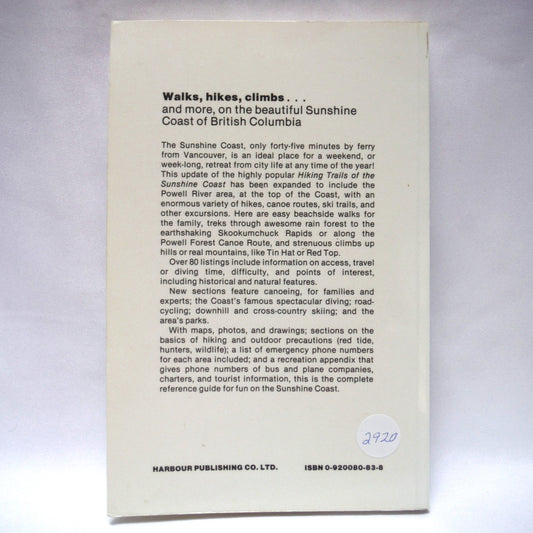 Walks, hikes, climbs . . .
and more, on the beautiful Sunshine
Coast of British Columbia
The Sunshine Coast, only forty-five minutes by ferry
from Vancouver, is an ideal place for a weekend, or
week-long, retreat from city life at any time of the year!
This update of the highly popular Hiking Trails of the
Sunshine Coast has been expanded to include the
Powell River area, at the top of the Coast, with an
enormous variety of hikes, canoe routes, ski trails, and
other excursions. Here are easy beachside walks for
the family, treks through awesome rain forest to the
earthshaking Skookumchuck Rapids or along the
Powell Forest Canoe Route, and strenuous climbs up
hills or real mountains, like Tin Hat or Red Top.
Over 80 listings include information on access, travel
or diving time, difficulty, and points of interest,
including historical and natural features.
New sections feature canoeing, for families and
experts; the Coast's famous spectacular diving; road-
cycling; downhill and cross-country skiing; and the
area's parks.
With maps, photos, and drawings; sections on the
basics of hiking and outdoor precautions (red tide,
hunters, wildlife); a list of emergency phone numbers
for each area included; and a recreation appendix that
gives phone numbers of bus and plane companies,
charters, and tourist information, this is the complete
reference guide for fun on the Sunshine Coast.
2920
HARBOUR PUBLISHING CO. LTD. ISBN 0-920080-83-8